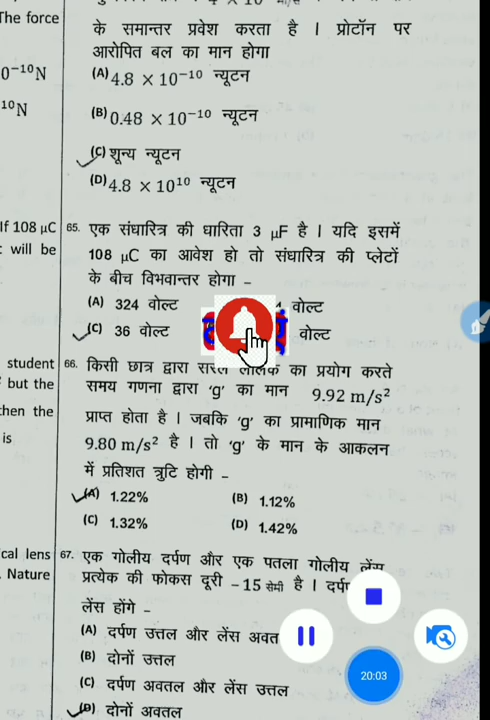 The force
के समान्तर प्रवेश करता है । प्रोटॉन पर
आरोपित बल का मान होगा
0⁻¹⁰N
(A) 4.8 × 10⁻¹⁰ न्यूटन
¹⁰N
(B) 0.48 × 10⁻¹⁰ न्यूटन
(C) शून्य न्यूटन
(D) 4.8 × 10¹⁰ न्यूटन
If 108 μC
will be
65. एक संधारित्र की धारिता 3 μF है । यदि इसमें
108 μC का आवेश हो तो संधारित्र की प्लेटों
के बीच विभवान्तर होगा –
(A) 324 वोल्ट
वोल्ट
(C) 36 वोल्ट
वोल्ट
student
but the
then the
is
66. किसी छात्र द्वारा सरल लोलक का प्रयोग करते
समय गणना द्वारा 'g' का मान 9.92 m/s²
प्राप्त होता है । जबकि 'g' का प्रामाणिक मान
9.80 m/s² है । तो 'g' के मान के आकलन
में प्रतिशत त्रुटि होगी –
(A) 1.22% (B) 1.12%
(C) 1.32% (D) 1.42%
cal lens
Nature
67. एक गोलीय दर्पण और एक पतला गोलीय लेंस
प्रत्येक की फोकस दूरी –15 सेमी है ।
लेंस होंगे –
(A) दर्पण उत्तल और लेंस
(B) दोनों उत्तल
(C) दर्पण अवतल और लेंस उत्तल
(D) दोनों अवतल
20:03